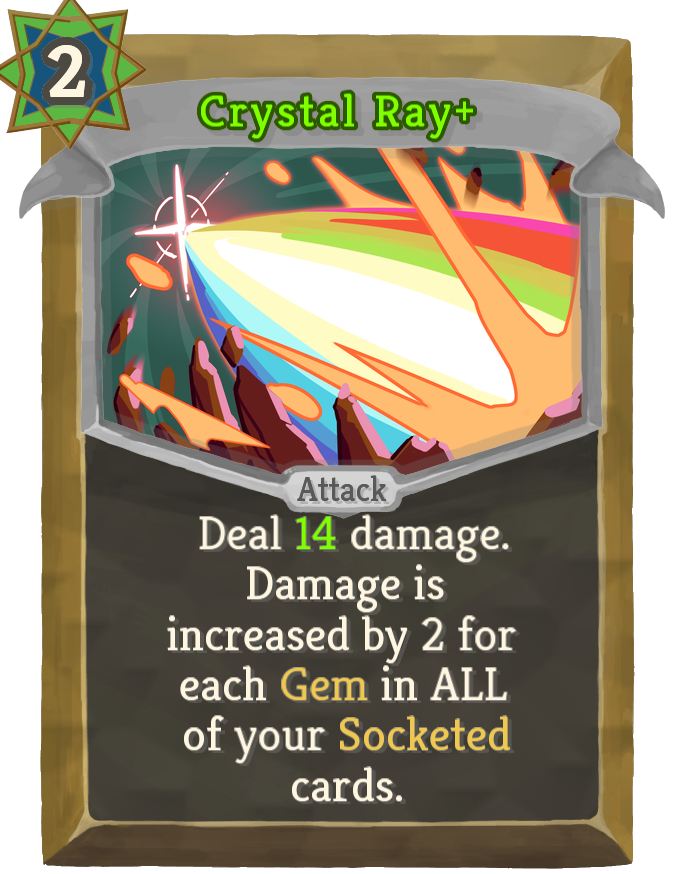 2
Crystal Ray+
Attack
Deal 14 damage.
Damage is
increased by 2 for
each Gem in ALL
of your Socketed
cards.